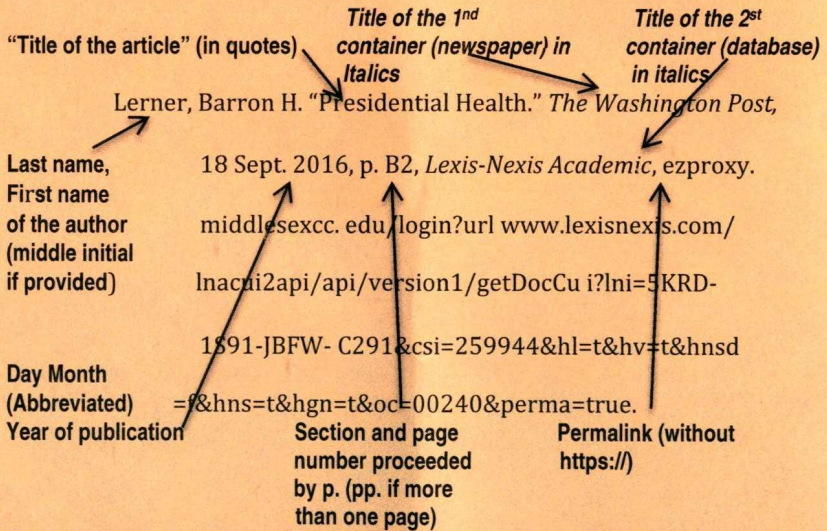 Title of the 1nd
container (newspaper) in
Italics
Title of the 2st
container (database)
in italics
“Title of the article” (in quotes)
Lerner, Barron H. “Presidential Health.” The Washington Post,
18 Sept. 2016, p. B2, Lexis-Nexis Academic, ezproxy.
middlesexcc. edu/login?url www.lexisnexis.com/
lnacui2api/api/version1/getDocCu i?lni=5KRD-
1S91-JBFW- C291&csi=259944&hl=t&hv=t&hnsd
=f&hns=t&hgn=t&oc=00240&perma=true.
Last name,
First name
of the author
(middle initial
if provided)
Day Month
(Abbreviated)
Year of publication
Section and page
number proceeded
by p. (pp. if more
than one page)
Permalink (without
https://)